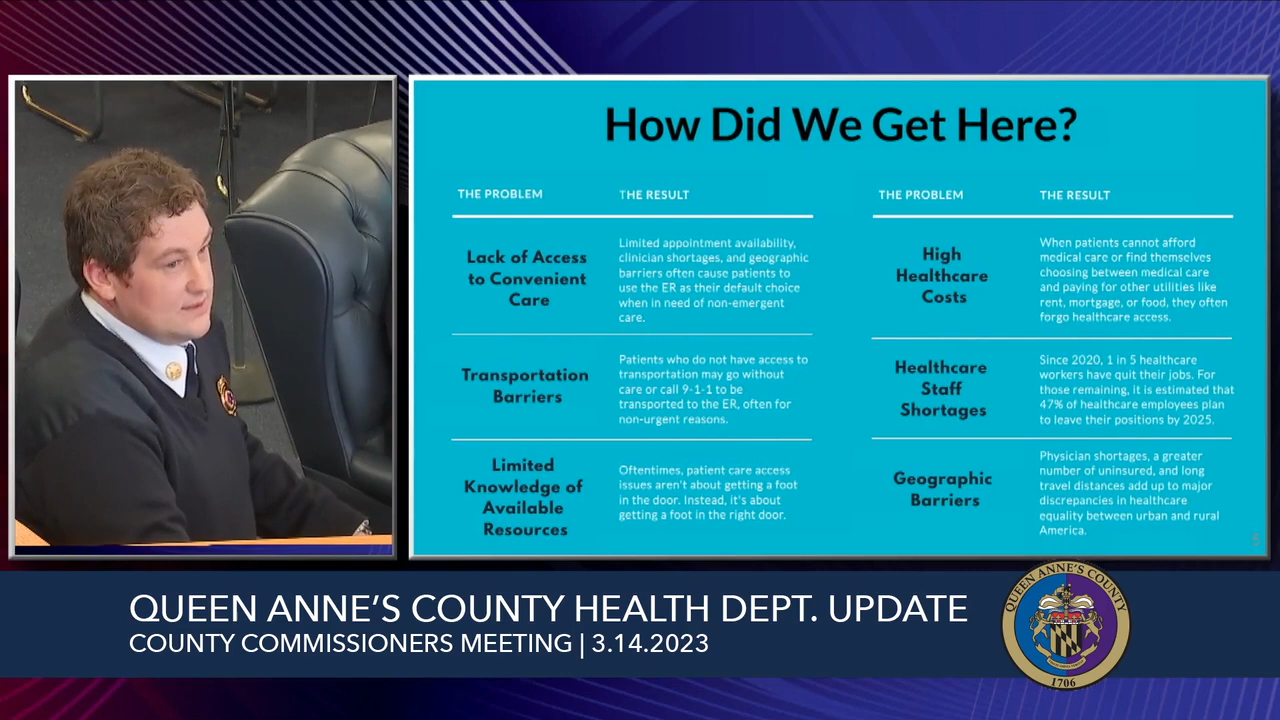 How Did We Get Here?
THE PROBLEM
THE RESULT
Lack of Access
to Convenient
Care
Limited appointment availability,
clinician shortages, and geographic
barriers often cause patients to
use the ER as their default choice
when in need of non-emergent
care.
Transportation
Barriers
Patients who do not have access to
transportation may go without
care or call 9-1-1 to be
transported to the ER, often for
non-urgent reasons.
Limited
Knowledge of
Available
Resources
Oftentimes, patient care access
issues aren't about getting a foot
in the door. Instead, it's about
getting a foot in the right door.
THE PROBLEM
THE RESULT
High
Healthcare
Costs
When patients cannot afford
medical care or find themselves
choosing between medical care
and paying for other utilities like
rent, mortgage, or food, they often
forgo healthcare access.
Healthcare
Staff
Shortages
Since 2020, 1 in 5 healthcare
workers have quit their jobs. For
those remaining, it is estimated that
47% of healthcare employees plan
to leave their positions by 2025.
Geographic
Barriers
Physician shortages, a greater
number of uninsured, and long
travel distances add up to major
discrepancies in healthcare
equality between urban and rural
America.
5
QUEEN ANNE'S COUNTY HEALTH DEPT. UPDATE
COUNTY COMMISSIONERS MEETING | 3.14.2023
QUEEN ANNE'S COUNTY
1706